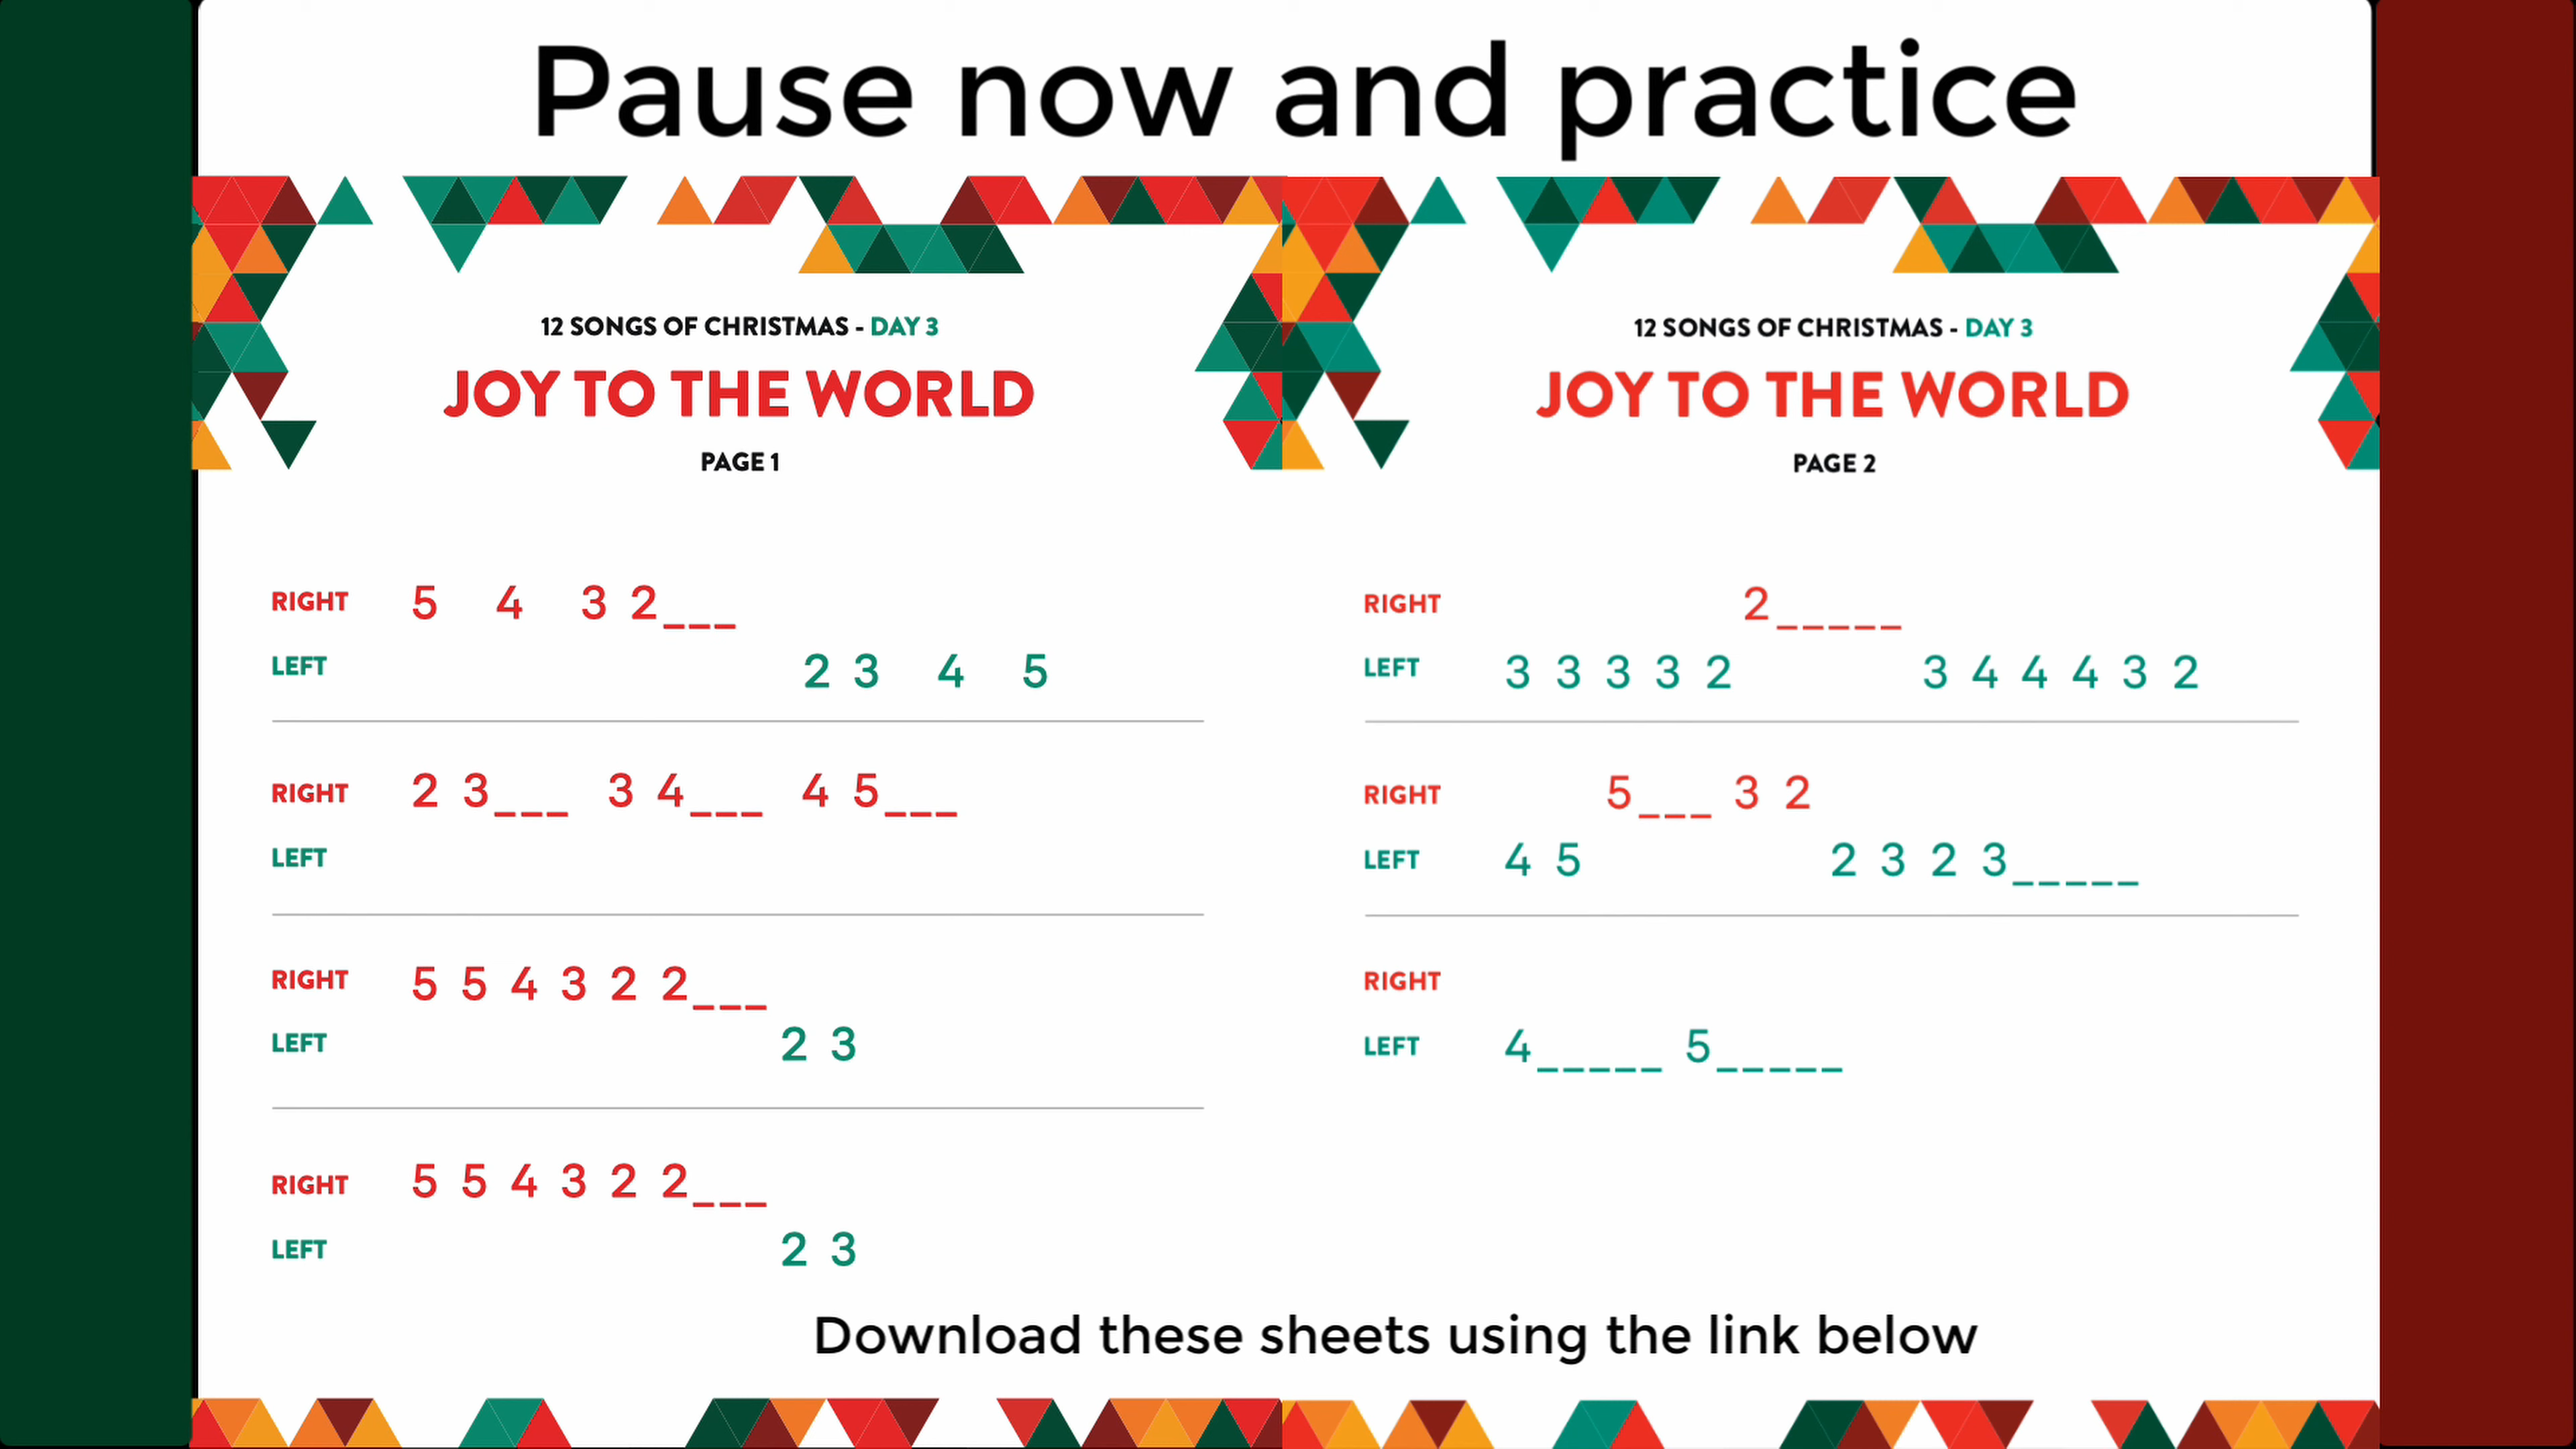 Pause now and practice
12 SONGS OF CHRISTMAS - DAY 3
JOY TO THE WORLD
PAGE 1
RIGHT 5 4 3 2___
LEFT 2 3 4 5
RIGHT 2 3___ 3 4___ 4 5___
LEFT
RIGHT 5 5 4 3 2 2___
LEFT 2 3
RIGHT 5 5 4 3 2 2___
LEFT 2 3
12 SONGS OF CHRISTMAS - DAY 3
JOY TO THE WORLD
PAGE 2
RIGHT 2_____
LEFT 3 3 3 3 2 3 4 4 4 3 2
RIGHT 5___ 3 2
LEFT 4 5 2 3 2 3_____
RIGHT
LEFT 4_____ 5_____
Download these sheets using the link below